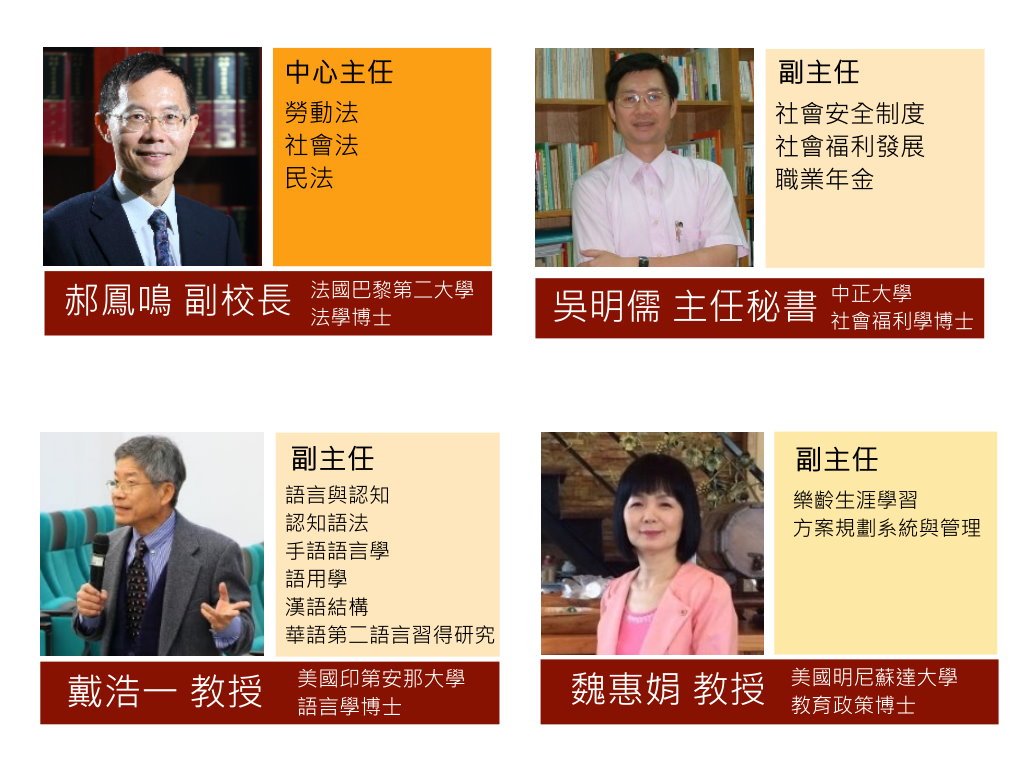 中心主任
勞動法
社會法
民法
郝鳳鳴 副校長
法國巴黎第二大學
法學博士
副主任
社會安全制度
社會福利發展
職業年金
吳明儒 主任秘書
中正大學
社會福利學博士
副主任
語言與認知
認知語法
手語語言學
語用學
漢語結構
華語第二語言習得研究
戴浩一 教授
美國印第安那大學
語言學博士
副主任
樂齡生涯學習
方案規劃系統與管理
魏惠娟 教授
美國明尼蘇達大學
教育政策博士